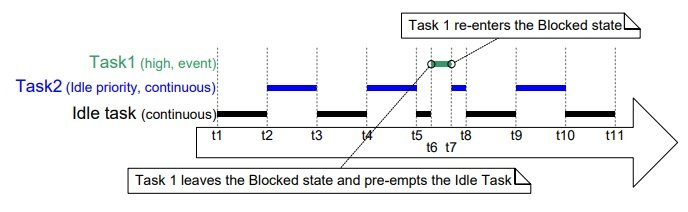 Task 1 re-enters the Blocked state
Task1 (high, event)
Task2 (Idle priority, continuous)
Idle task (continuous)
t1 t2 t3 t4 t5 t8 t9 t10 t11
t6 t7
Task 1 leaves the Blocked state and pre-empts the Idle Task